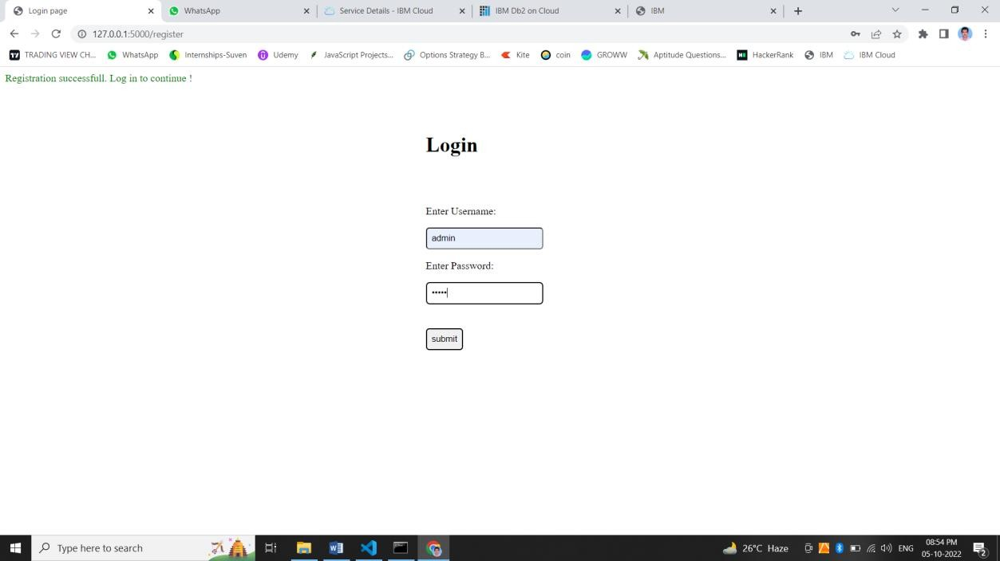 Login page
WhatsApp
Service Details - IBM Cloud
IBM Db2 on Cloud
IBM
127.0.0.1:5000/register
TRADING VIEW CH...
WhatsApp
Internships-Suven
Udemy
JavaScript Projects...
Options Strategy B...
Kite
coin
GROWW
Aptitude Questions...
HackerRank
IBM
IBM Cloud
Registration successfull. Log in to continue !
Login
Enter Username:
admin
Enter Password:
•••••
submit
Type here to search
26°C Haze
ENG
08:54 PM
05-10-2022
2